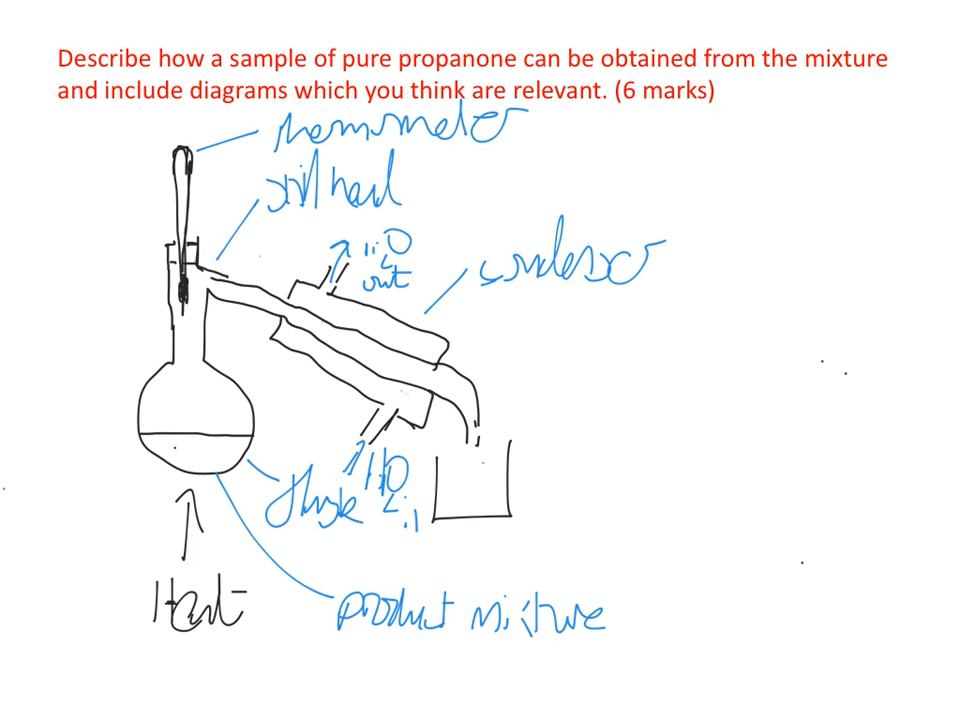 Describe how a sample of pure propanone can be obtained from the mixture
and include diagrams which you think are relevant. (6 marks)
thermometer
still head
H2O
out
condenser
H2O
in
flask
Heat
product mixture